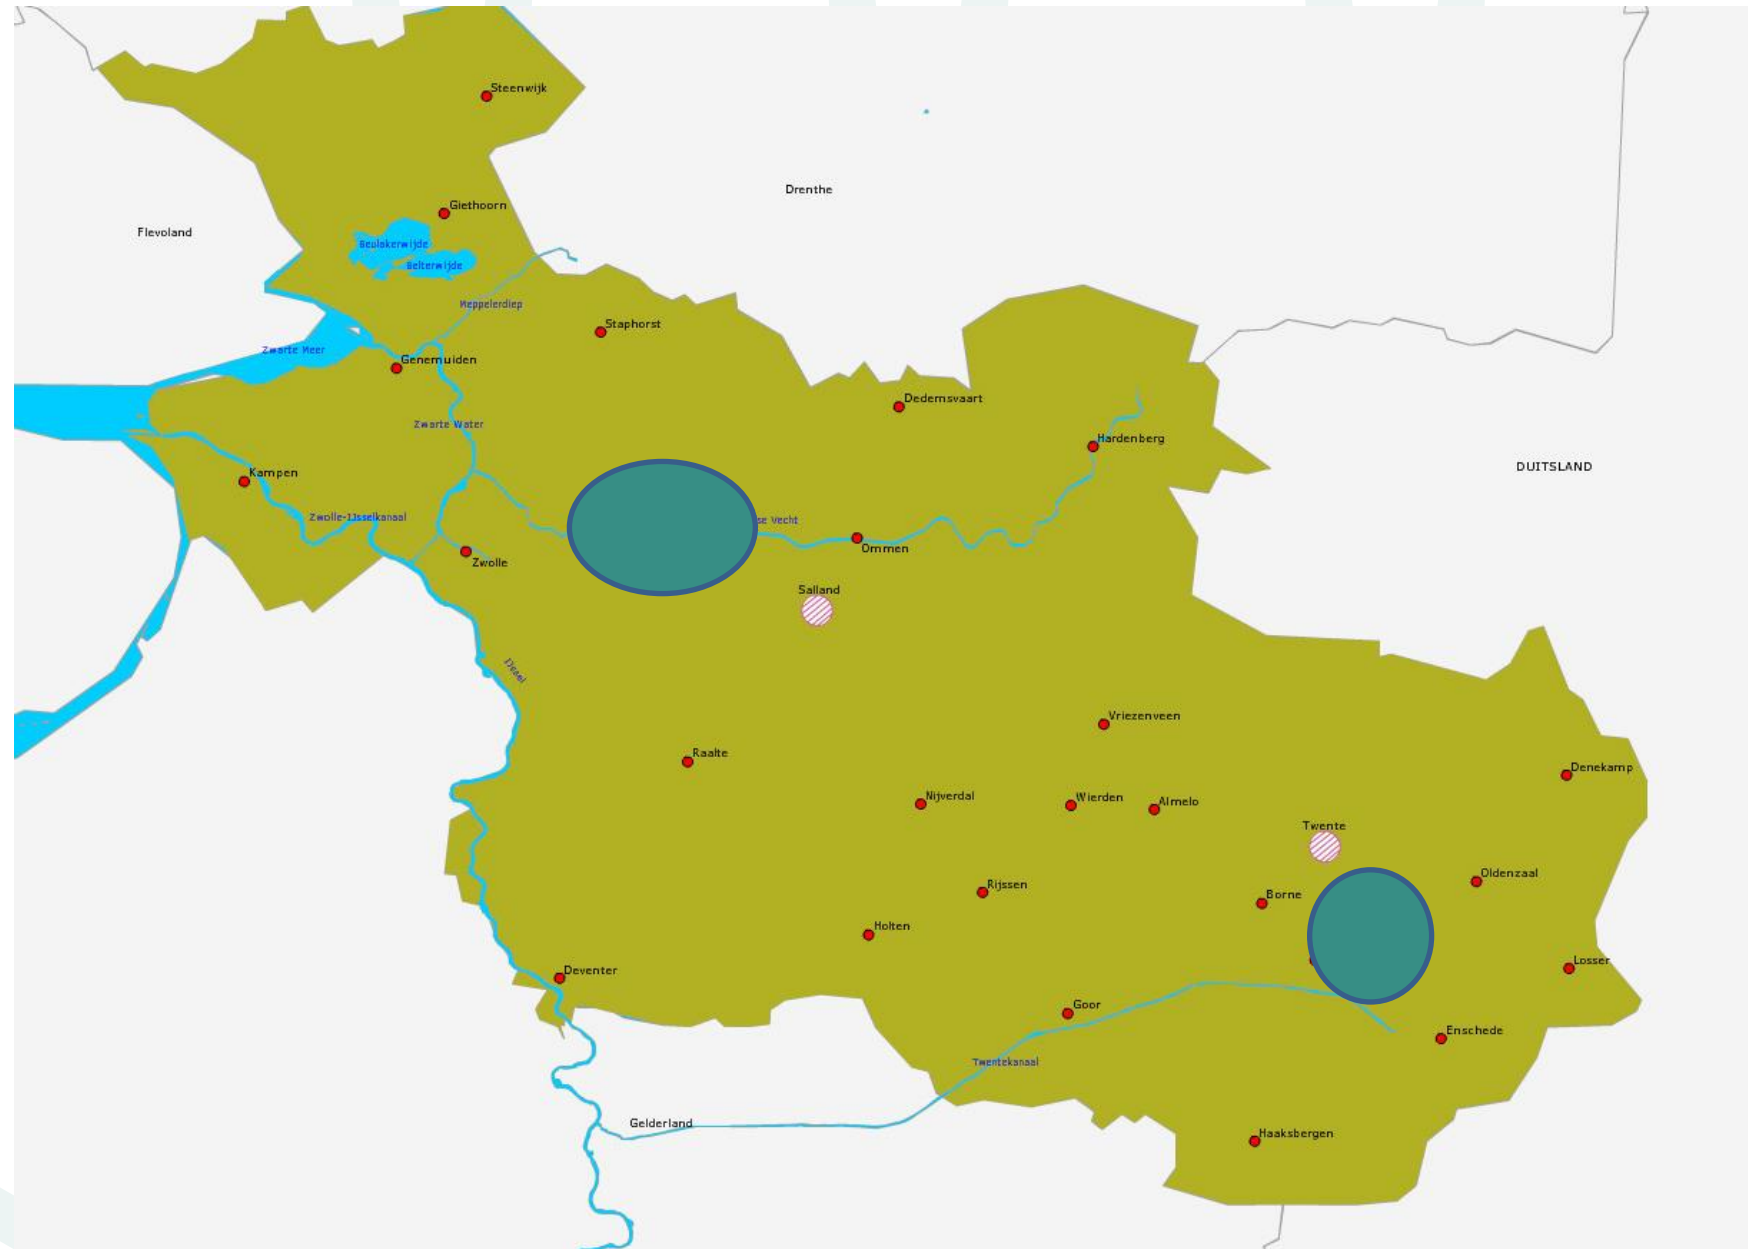 Steenwijk
Drenthe
Giethoorn
Flevoland
Beulakerwijde
Belterwijde
Meppelerdiep
Staphorst
Zwarte Meer
Genemuiden
Dedemsvaart
Zwarte Water
Hardenberg
DUITSLAND
Kampen
Zwolle-IJsselkanaal
se Vecht
Ommen
Zwolle
Salland
IJssel
Vriezenveen
Raalte
Denekamp
Nijverdal
Wierden
Almelo
Twente
Oldenzaal
Rijssen
Borne
Holten
Losser
Deventer
Goor
Enschede
Twentekanaal
Gelderland
Haaksbergen